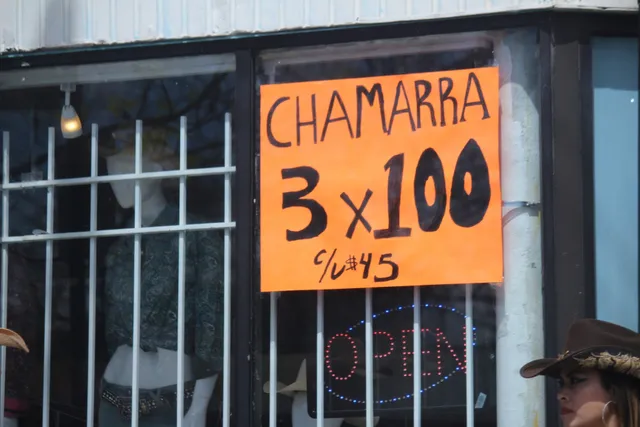 CHAMARRA
3 x 100
c/u $45
OPEN